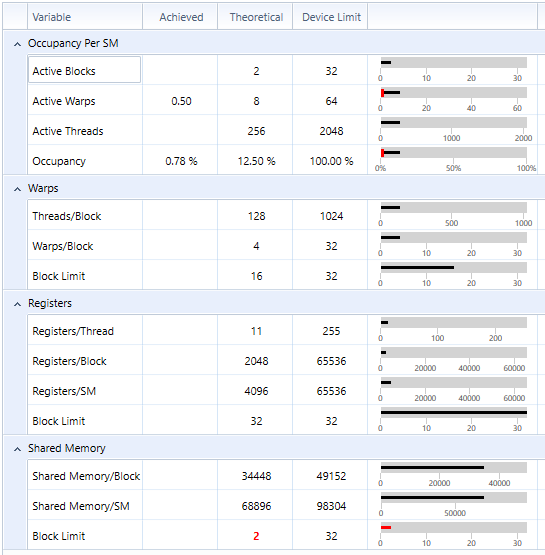 Variable Achieved Theoretical Device Limit
Occupancy Per SM
Active Blocks 2 32
0 10 20 30
Active Warps 0.50 8 64
0 20 40 60
Active Threads 256 2048
0 1000 2000
Occupancy 0.78 % 12.50 % 100.00 %
0% 50% 100%
Warps
Threads/Block 128 1024
0 500 1000
Warps/Block 4 32
0 10 20 30
Block Limit 16 32
0 10 20 30
Registers
Registers/Thread 11 255
0 100 200
Registers/Block 2048 65536
0 20000 40000 60000
Registers/SM 4096 65536
0 20000 40000 60000
Block Limit 32 32
0 10 20 30
Shared Memory
Shared Memory/Block 34448 49152
0 20000 40000
Shared Memory/SM 68896 98304
0 50000
Block Limit 2 32
0 10 20 30